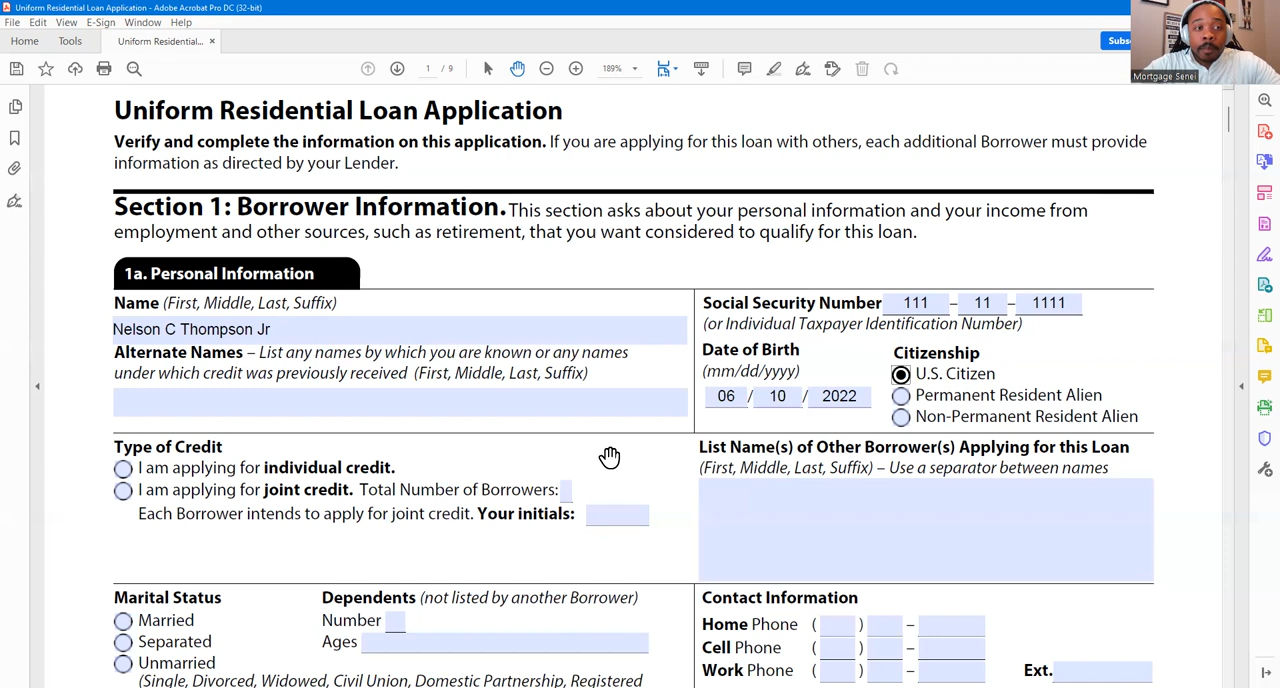 Uniform Residential Loan Application - Adobe Acrobat Pro DC (32-bit)
File Edit View E-Sign Window Help
Home Tools Uniform Residential... ×
Subs
1 / 9 189%
Mortgage Senei
Uniform Residential Loan Application
Verify and complete the information on this application. If you are applying for this loan with others, each additional Borrower must provide
information as directed by your Lender.
Section 1: Borrower Information. This section asks about your personal information and your income from
employment and other sources, such as retirement, that you want considered to qualify for this loan.
1a. Personal Information
Name (First, Middle, Last, Suffix)
Nelson C Thompson Jr
Alternate Names – List any names by which you are known or any names
under which credit was previously received (First, Middle, Last, Suffix)
Social Security Number 111 – 11 – 1111
(or Individual Taxpayer Identification Number)
Date of Birth
(mm/dd/yyyy)
06 / 10 / 2022
Citizenship
U.S. Citizen
Permanent Resident Alien
Non-Permanent Resident Alien
Type of Credit
I am applying for individual credit.
I am applying for joint credit. Total Number of Borrowers:
Each Borrower intends to apply for joint credit. Your initials:
List Name(s) of Other Borrower(s) Applying for this Loan
(First, Middle, Last, Suffix) – Use a separator between names
Marital Status
Married
Separated
Unmarried
(Single, Divorced, Widowed, Civil Union, Domestic Partnership, Registered
Dependents (not listed by another Borrower)
Number
Ages
Contact Information
Home Phone ( ) –
Cell Phone ( ) –
Work Phone ( ) – Ext.